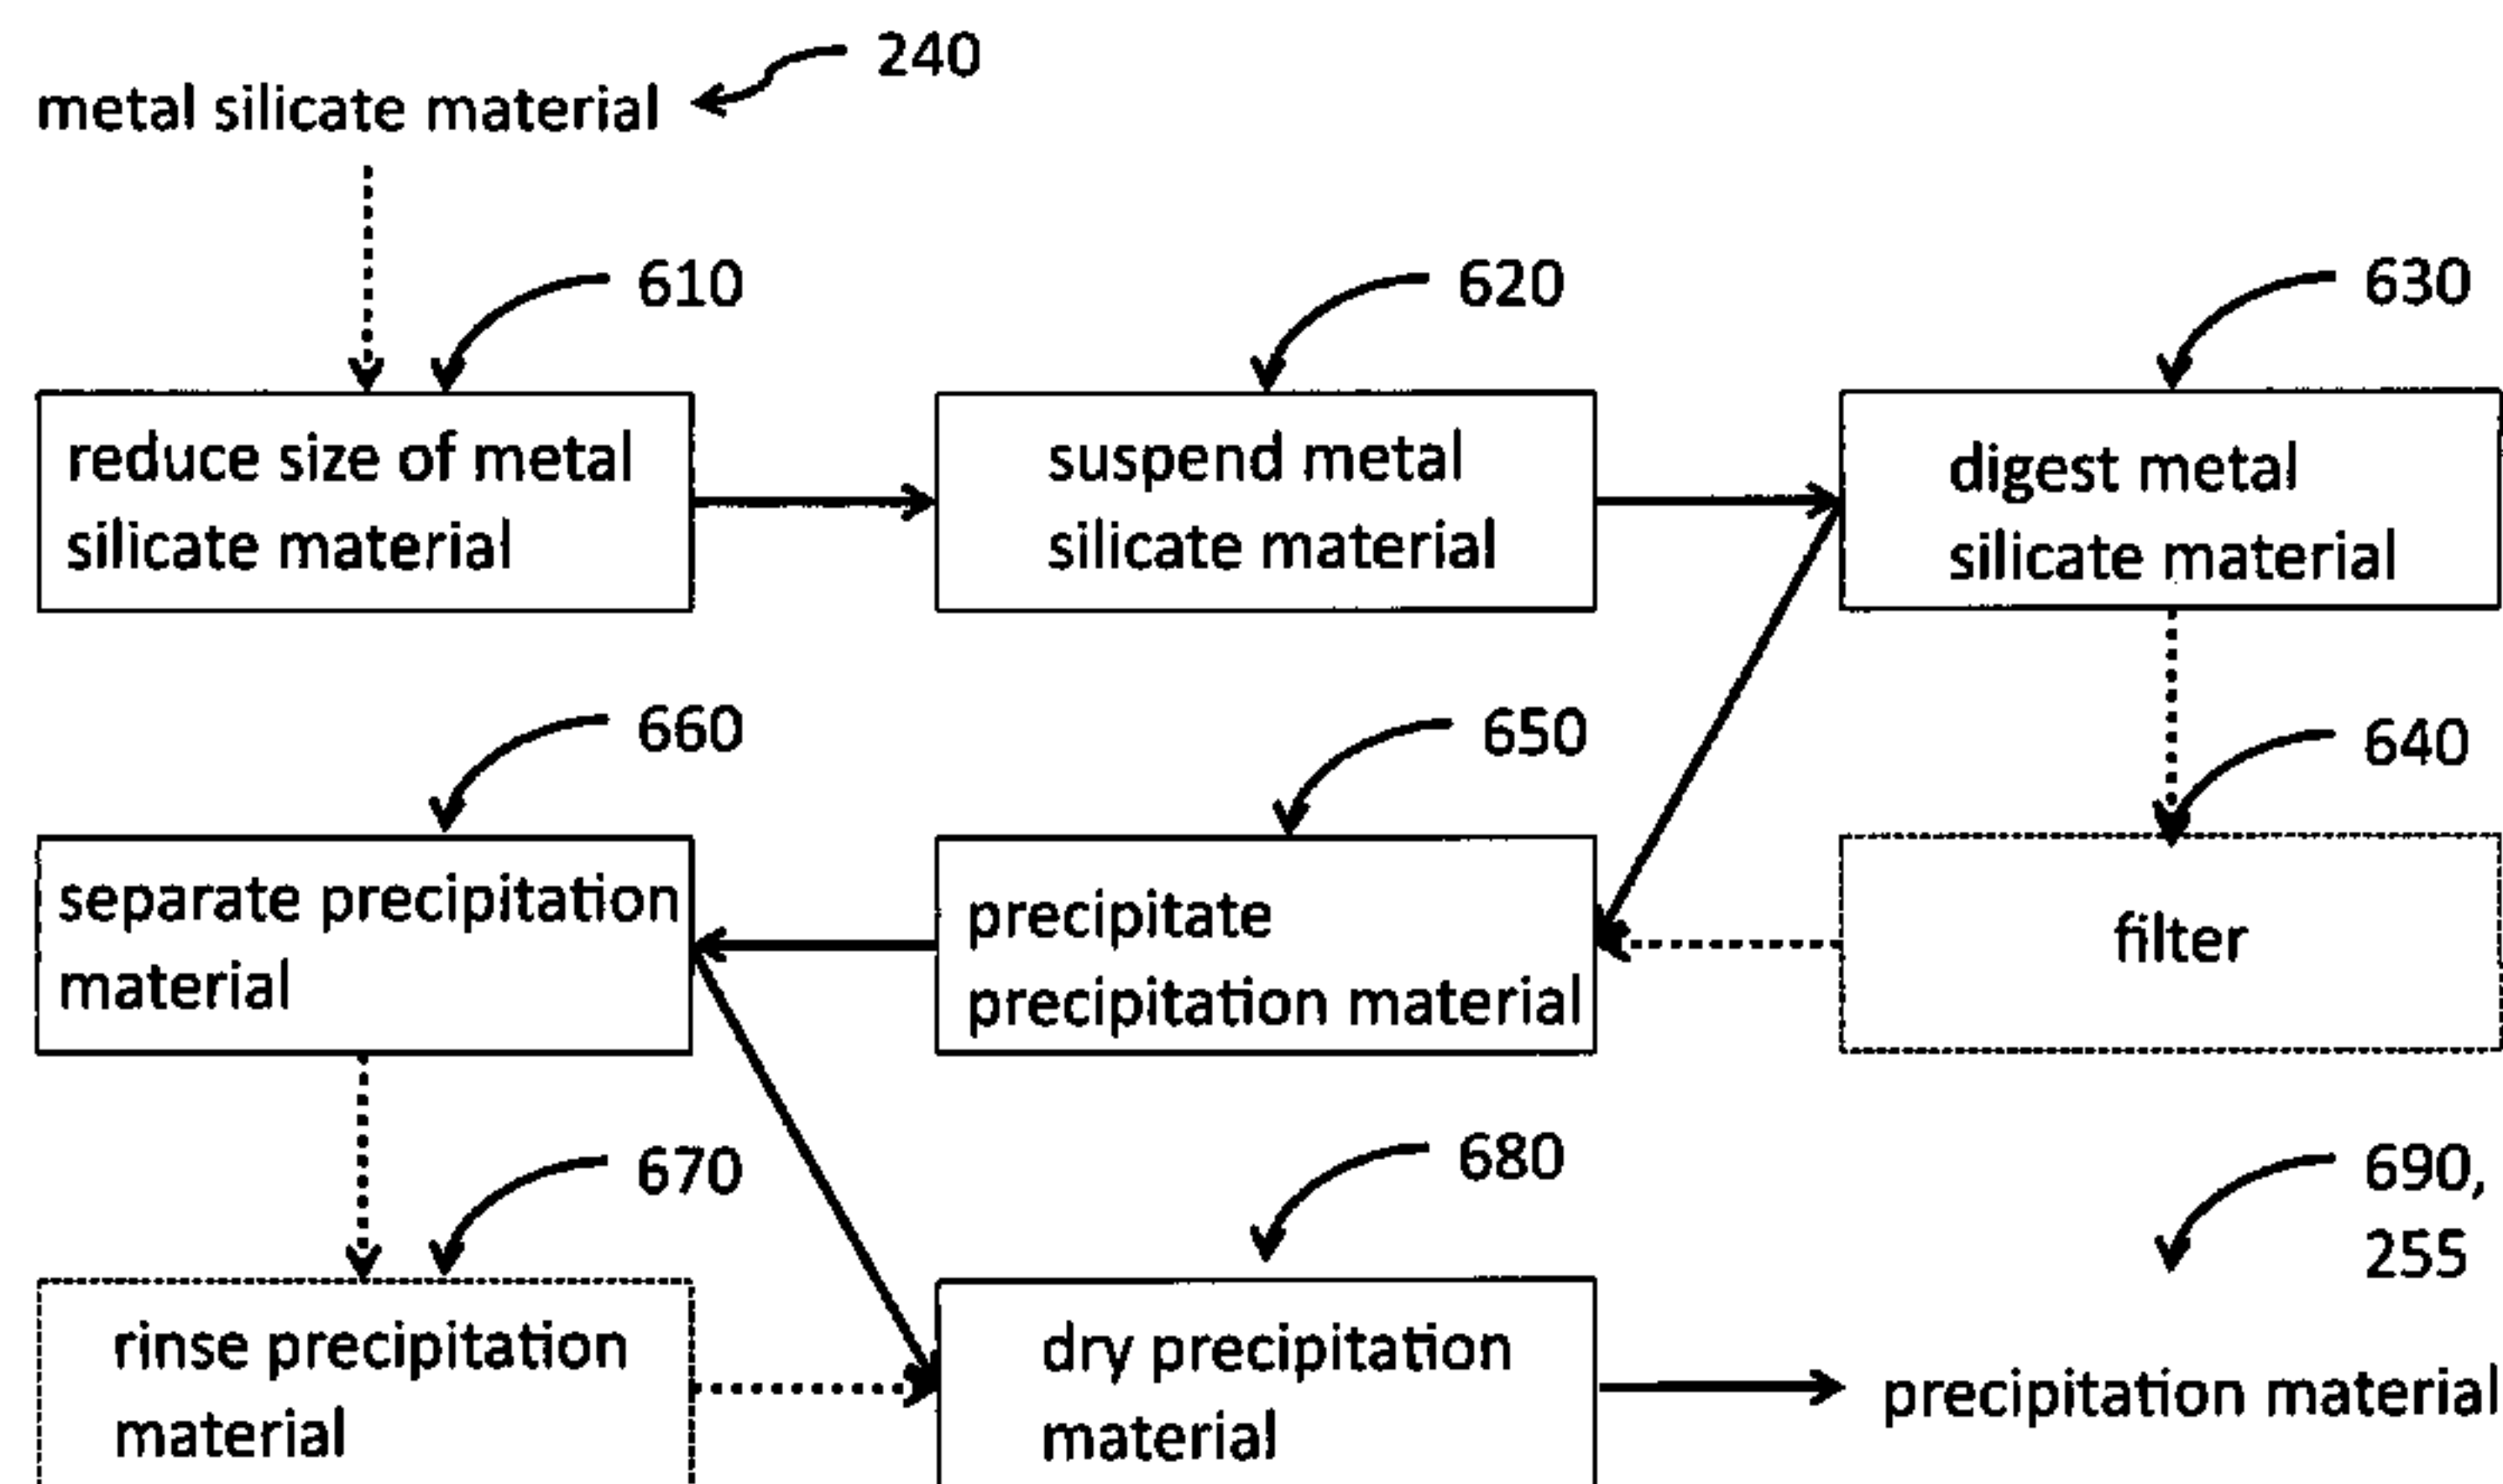 240
metal silicate material
610
620
630
reduce size of metal
silicate material
suspend metal
silicate material
digest metal
silicate material
660
650
640
separate precipitation
material
precipitate
precipitation material
filter
670
680
690,
255
rinse precipitation
material
dry precipitation
material
precipitation material